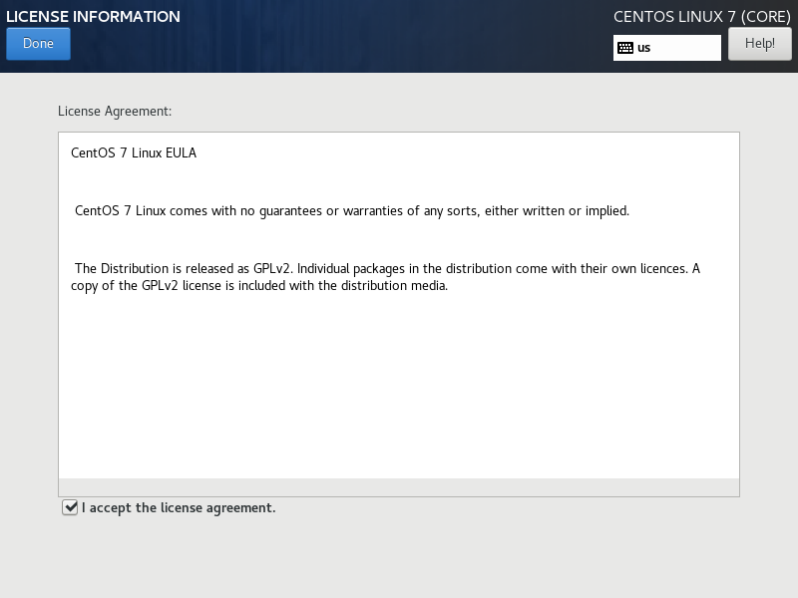 LICENSE INFORMATION
CENTOS LINUX 7 (CORE)
Done
us
Help!
License Agreement:
CentOS 7 Linux EULA
CentOS 7 Linux comes with no guarantees or warranties of any sorts, either written or implied.
The Distribution is released as GPLv2. Individual packages in the distribution come with their own licences. A
copy of the GPLv2 license is included with the distribution media.
I accept the license agreement.